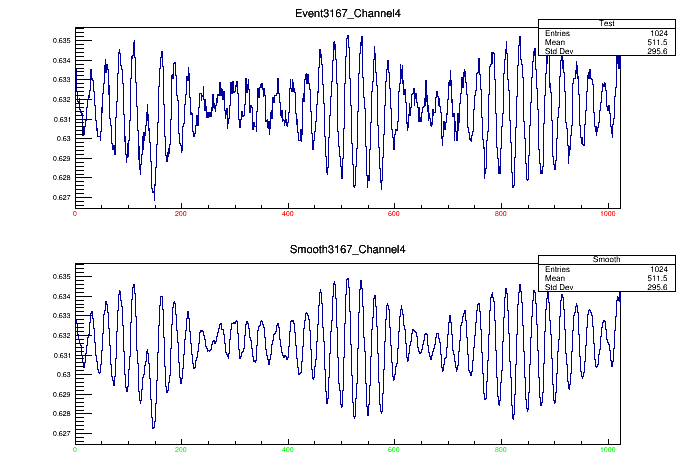 Event3167_Channel4
Test
Entries 1024
Mean 511.5
Std Dev 295.6
0.635
0.634
0.633
0.632
0.631
0.63
0.629
0.628
0.627
0 200 400 600 800 1000
Smooth3167_Channel4
Smooth
Entries 1024
Mean 511.5
Std Dev 295.6
0.635
0.634
0.633
0.632
0.631
0.63
0.629
0.628
0.627
0 200 400 600 800 1000